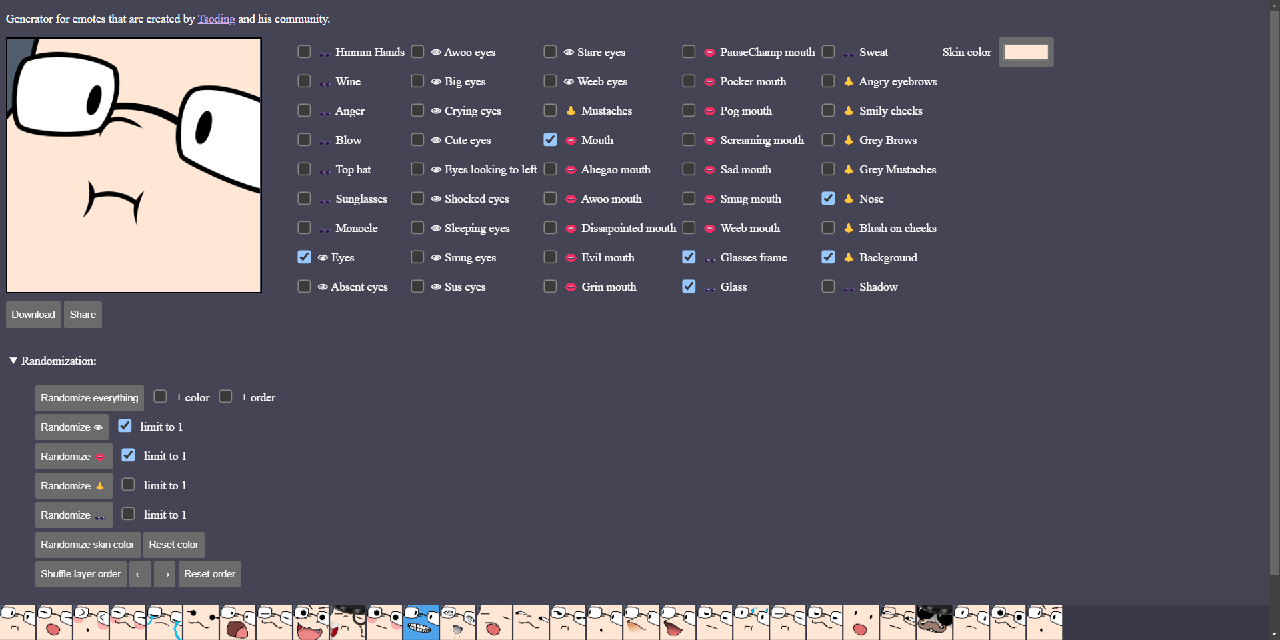 Generator for emotes that are created by Tsoding and his community.
Human Hands Awoo eyes Stare eyes PauseChamp mouth Sweat Skin color
Wine Big eyes Weeb eyes Pocker mouth Angry eyebrows
Anger Crying eyes Mustaches Pog mouth Smily cheeks
Blow Cute eyes Mouth Screaming mouth Grey Brows
Top hat Eyes looking to left Ahegao mouth Sad mouth Grey Mustaches
Sunglasses Shocked eyes Awoo mouth Smug mouth Nose
Monocle Sleeping eyes Dissapointed mouth Weeb mouth Blush on cheeks
Eyes Smug eyes Evil mouth Glasses frame Background
Absent eyes Sus eyes Grin mouth Glass Shadow
Download Share
▼ Randomization:
Randomize everything + color + order
Randomize limit to 1
Randomize limit to 1
Randomize limit to 1
Randomize limit to 1
Randomize skin color Reset color
Shuffle layer order ← → Reset order